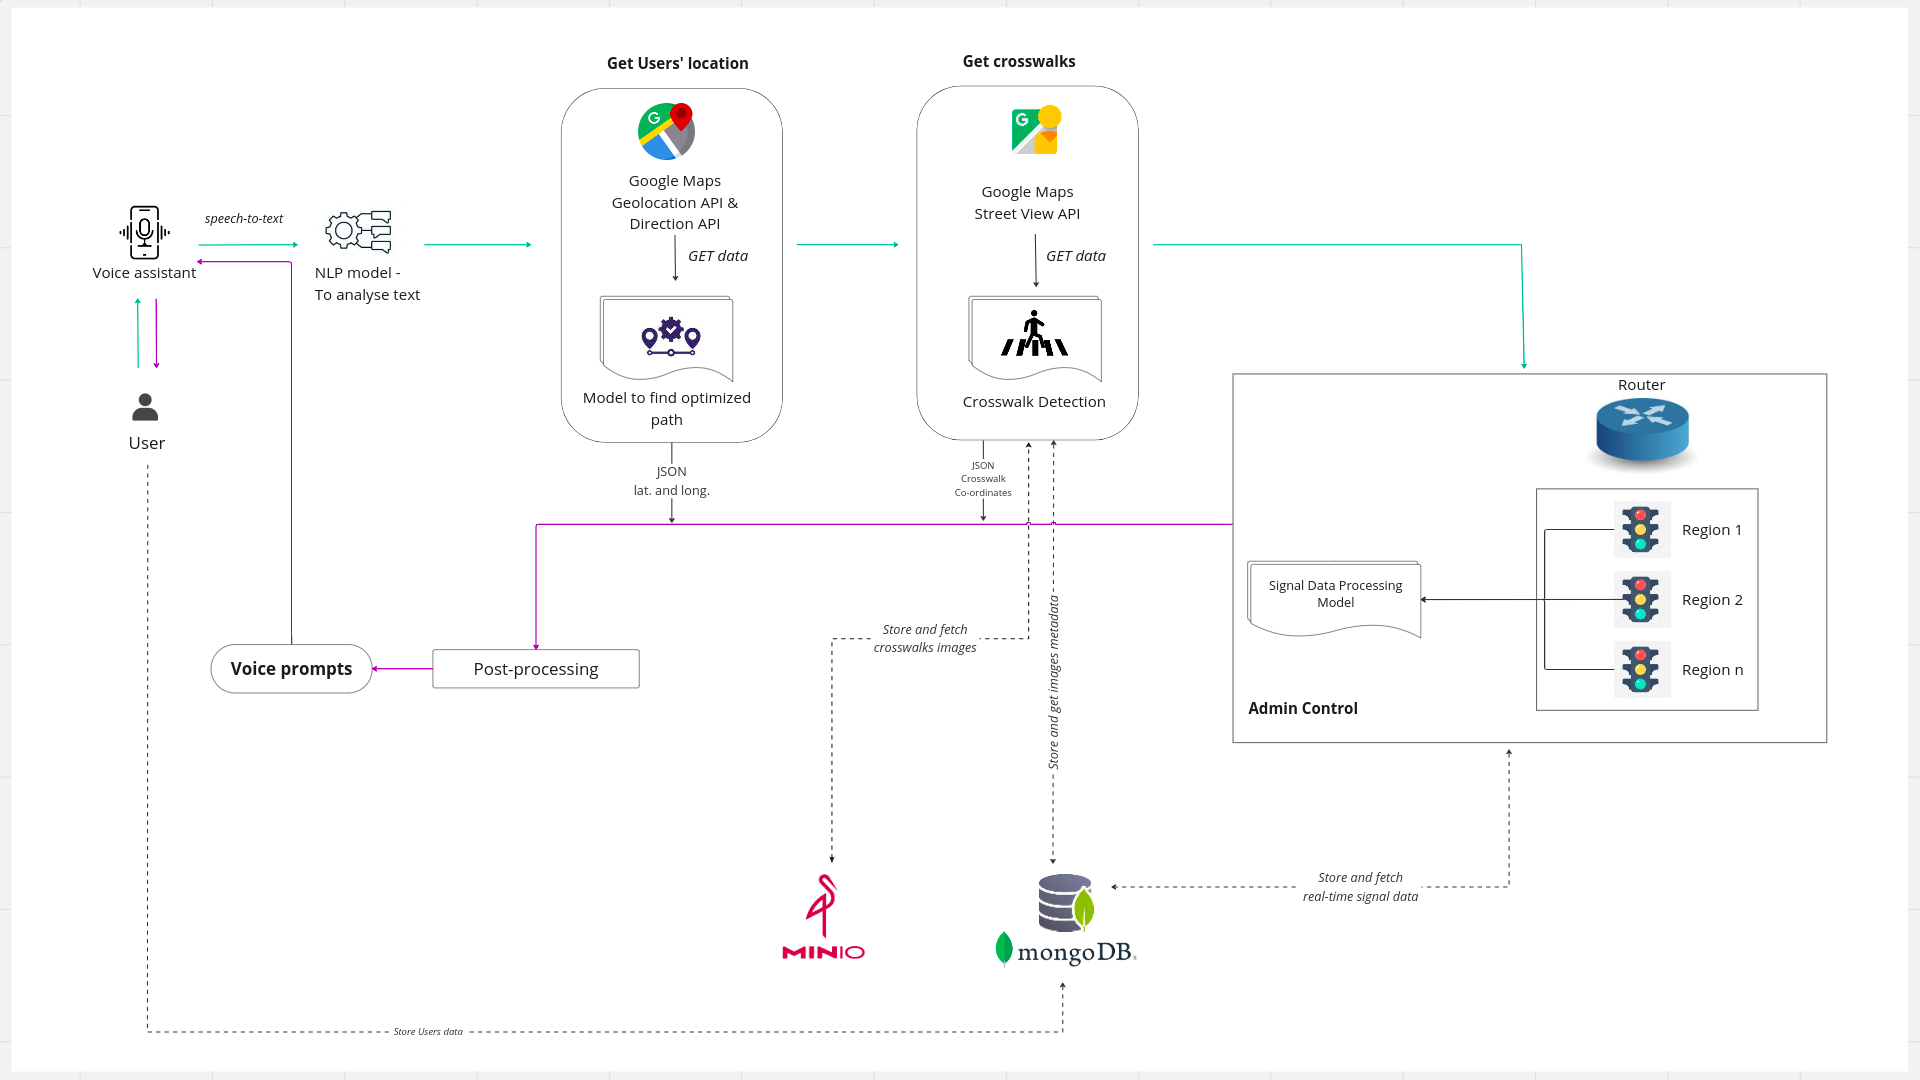 Get Users' location
Get crosswalks
G
G
Google Maps
Geolocation API &
Direction API
GET data
Google Maps
Street View API
GET data
speech-to-text
Voice assistant
NLP model -
To analyse text
User
Model to find optimized
path
Crosswalk Detection
JSON
lat. and long.
JSON
Crosswalk
Co-ordinates
Router
Region 1
Region 2
Region n
Signal Data Processing
Model
Admin Control
Voice prompts
Post-processing
Store and fetch
crosswalks images
Store and get images metadata
MINIO
mongoDB
Store and fetch
real-time signal data
Store Users data